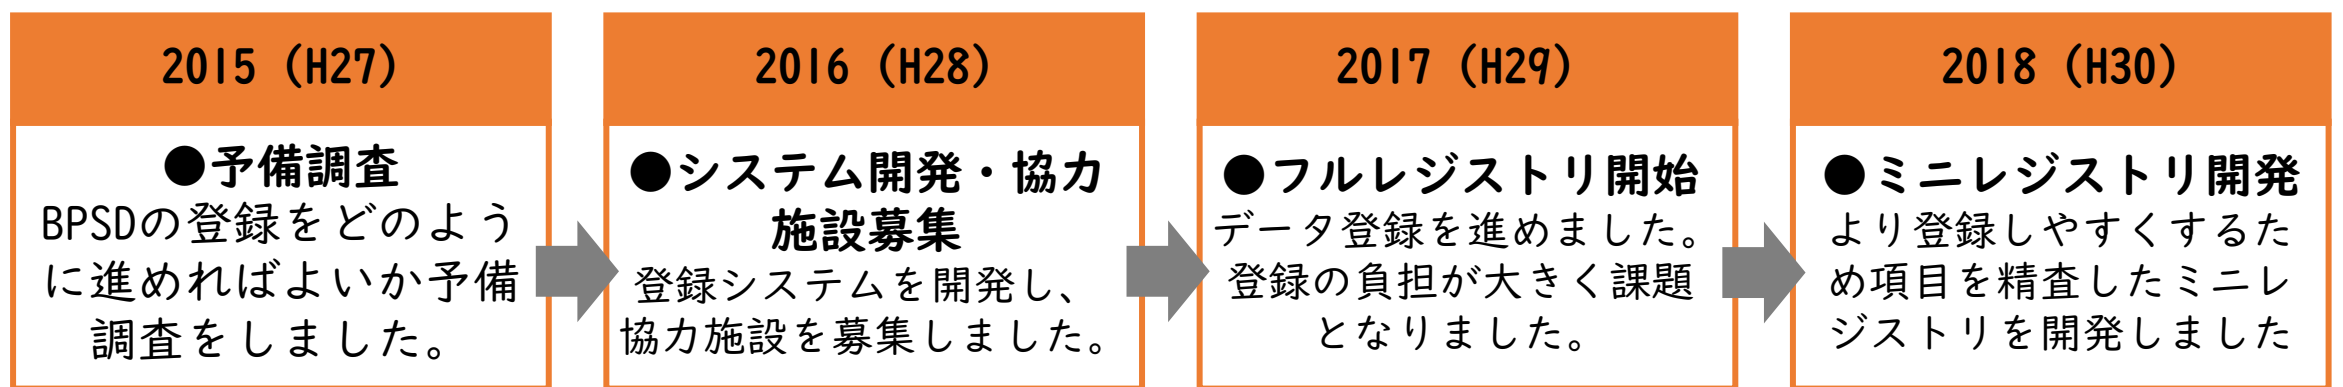 2015 (H27)
●予備調査
BPSDの登録をどのよう
に進めればよいか予備
調査をしました。
2016 (H28)
●システム開発・協力
施設募集
登録システムを開発し、
協力施設を募集しました。
2017 (H29)
●フルレジストリ開始
データ登録を進めました。
登録の負担が大きく課題
となりました。
2018 (H30)
●ミニレジストリ開発
より登録しやすくするた
め項目を精査したミニレ
ジストリを開発しました